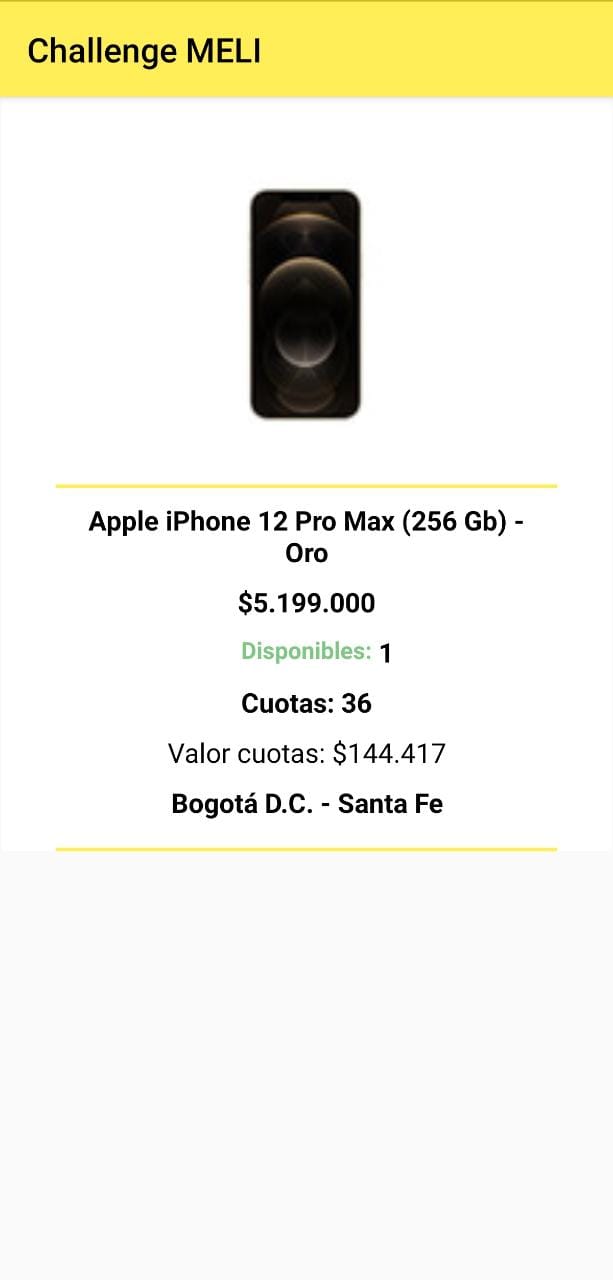 Challenge MELI
Apple iPhone 12 Pro Max (256 Gb) -
Oro
$5.199.000
Disponibles: 1
Cuotas: 36
Valor cuotas: $144.417
Bogotá D.C. - Santa Fe